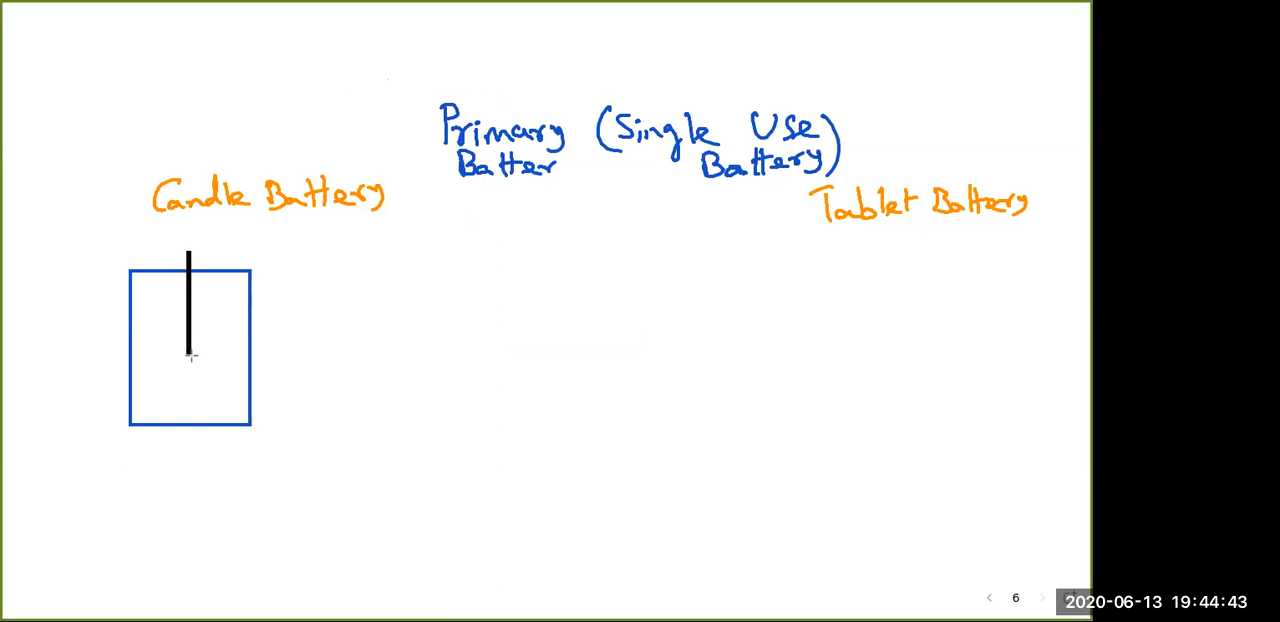 Primary (Single Use
Batter Battery)
Candle Battery
Tablet Battery
6
2020-06-13 19:44:43